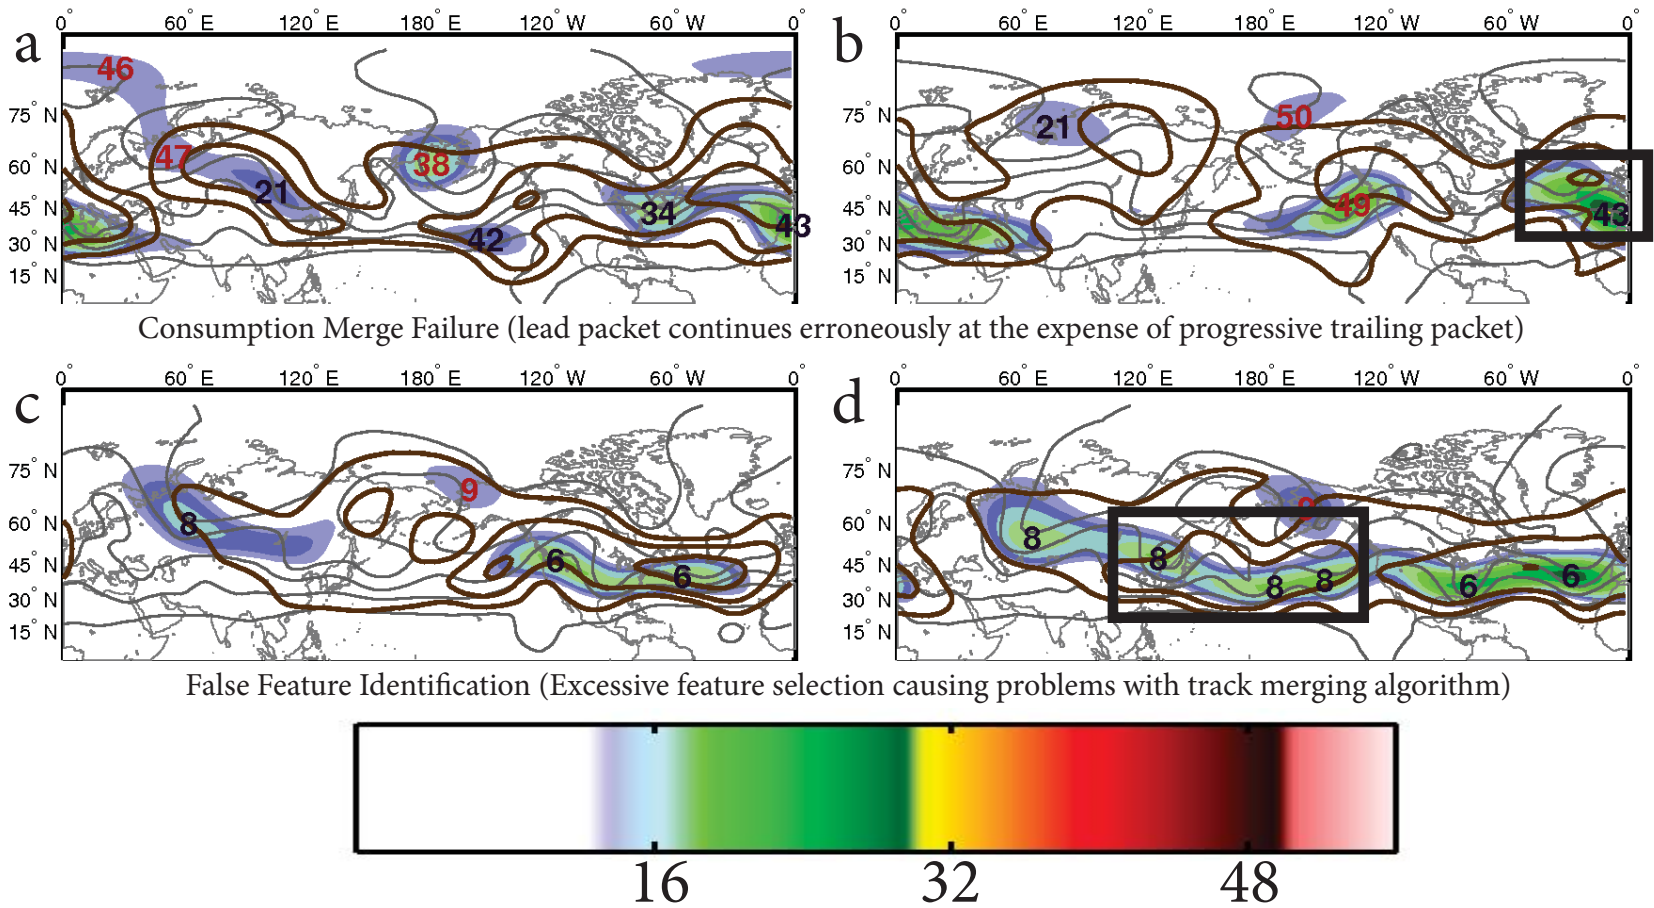 0° 60° E 120° E 180° E 120° W 60° W 0°
a
75° N
60° N
45° N
30° N
15° N
46
47
21
38
42
34
43
0° 60° E 120° E 180° E 120° W 60° W 0°
b
75° N
60° N
45° N
30° N
15° N
21
50
49
43
Consumption Merge Failure (lead packet continues erroneously at the expense of progressive trailing packet)
0° 60° E 120° E 180° E 120° W 60° W 0°
c
75° N
60° N
45° N
30° N
15° N
8
9
6
6
0° 60° E 120° E 180° E 120° W 60° W 0°
d
75° N
60° N
45° N
30° N
15° N
8
9
8
8
8
6
6
False Feature Identification (Excessive feature selection causing problems with track merging algorithm)
16 32 48